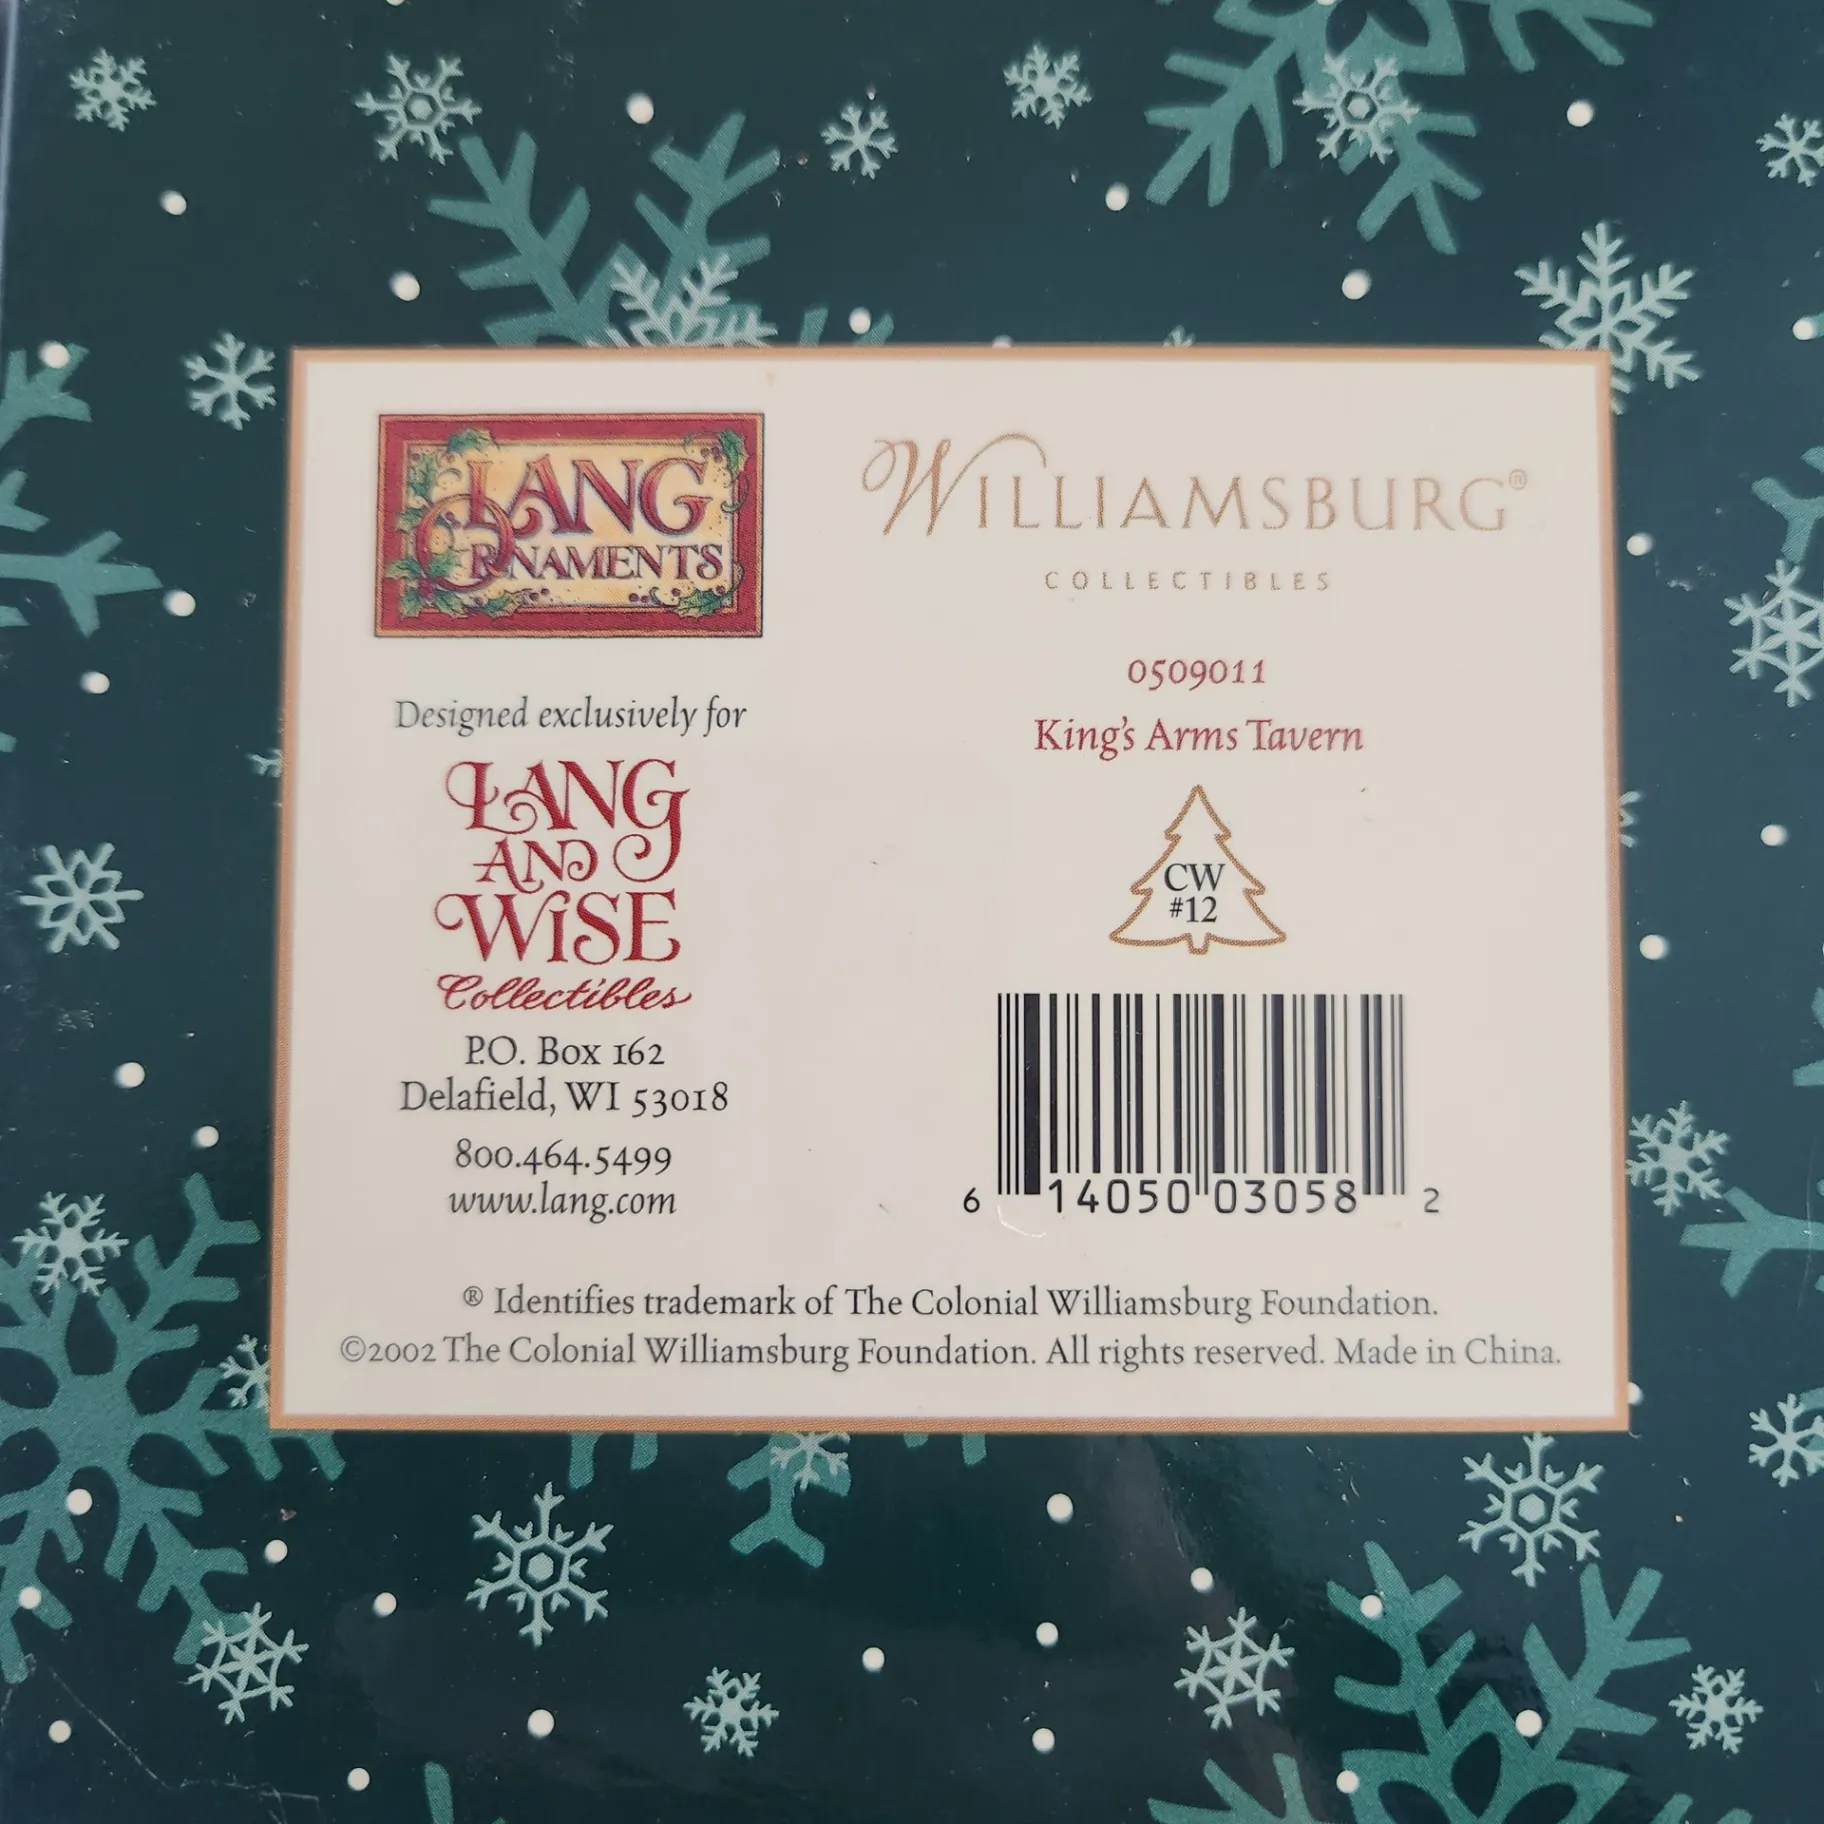 LANG
ORNAMENTS
Designed exclusively for
LANG
AND
WISE
Collectibles
P.O. Box 162
Delafield, WI 53018
800.464.5499
www.lang.com
WILLIAMSBURG®
COLLECTIBLES
0509011
King's Arms Tavern
CW
#12
6 14050 03058 2
® Identifies trademark of The Colonial Williamsburg Foundation.
©2002 The Colonial Williamsburg Foundation. All rights reserved. Made in China.